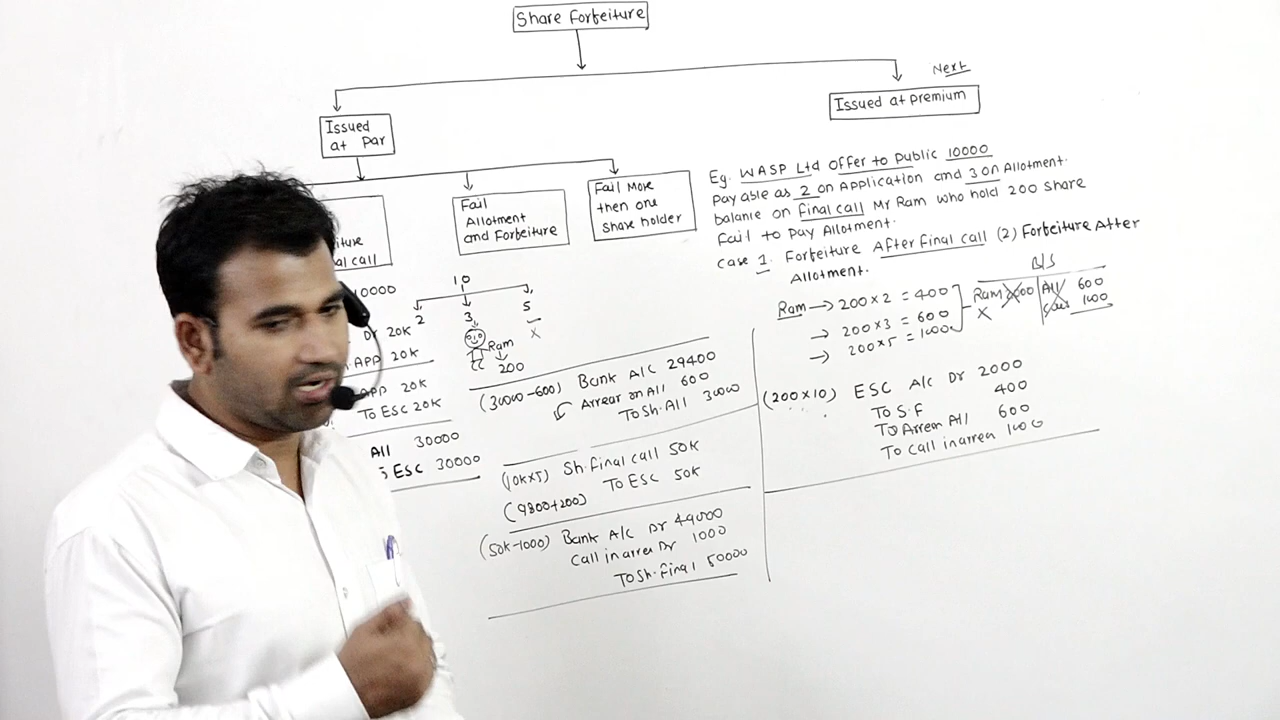 Share Forfeiture
Next
Issued at Par
Issued at premium
al call
Fail
Allotment
and Forfeiture
Fail More
then one
share holder
Eg. WASP Ltd offer to Public 10000
Payable as 2 on Application and 3 on Allotment.
balane on final call Mr Ram who hold 200 share
Fail to Pay Allotment.
case 1. Forfeiture After final call (2) Forfeiture After
Allotment.
10000
Dr 20K
APP 20K
APP 20K
To ESC 20K
All 30000
ESC 30000
10
2 3 5
X
Ram
200
(30000-600) Bank A/C 29400
Arrear on All 600
To Sh. All 30000
(10K×5) Sh. final call 50K
(9800+200) To ESC 50K
(50K-1000) Bank A/C Dr 49000
Call in arrea Dr 1000
To Sh. final 50000
B/S
Ram → 200×2 = 400
→ 200×3 = 600
→ 200×5 = 1000
Ram
X
All 600
1000
(200×10) ESC A/C Dr 2000
To S.F 400
To Arrear All 600
To Call in arrea 1000